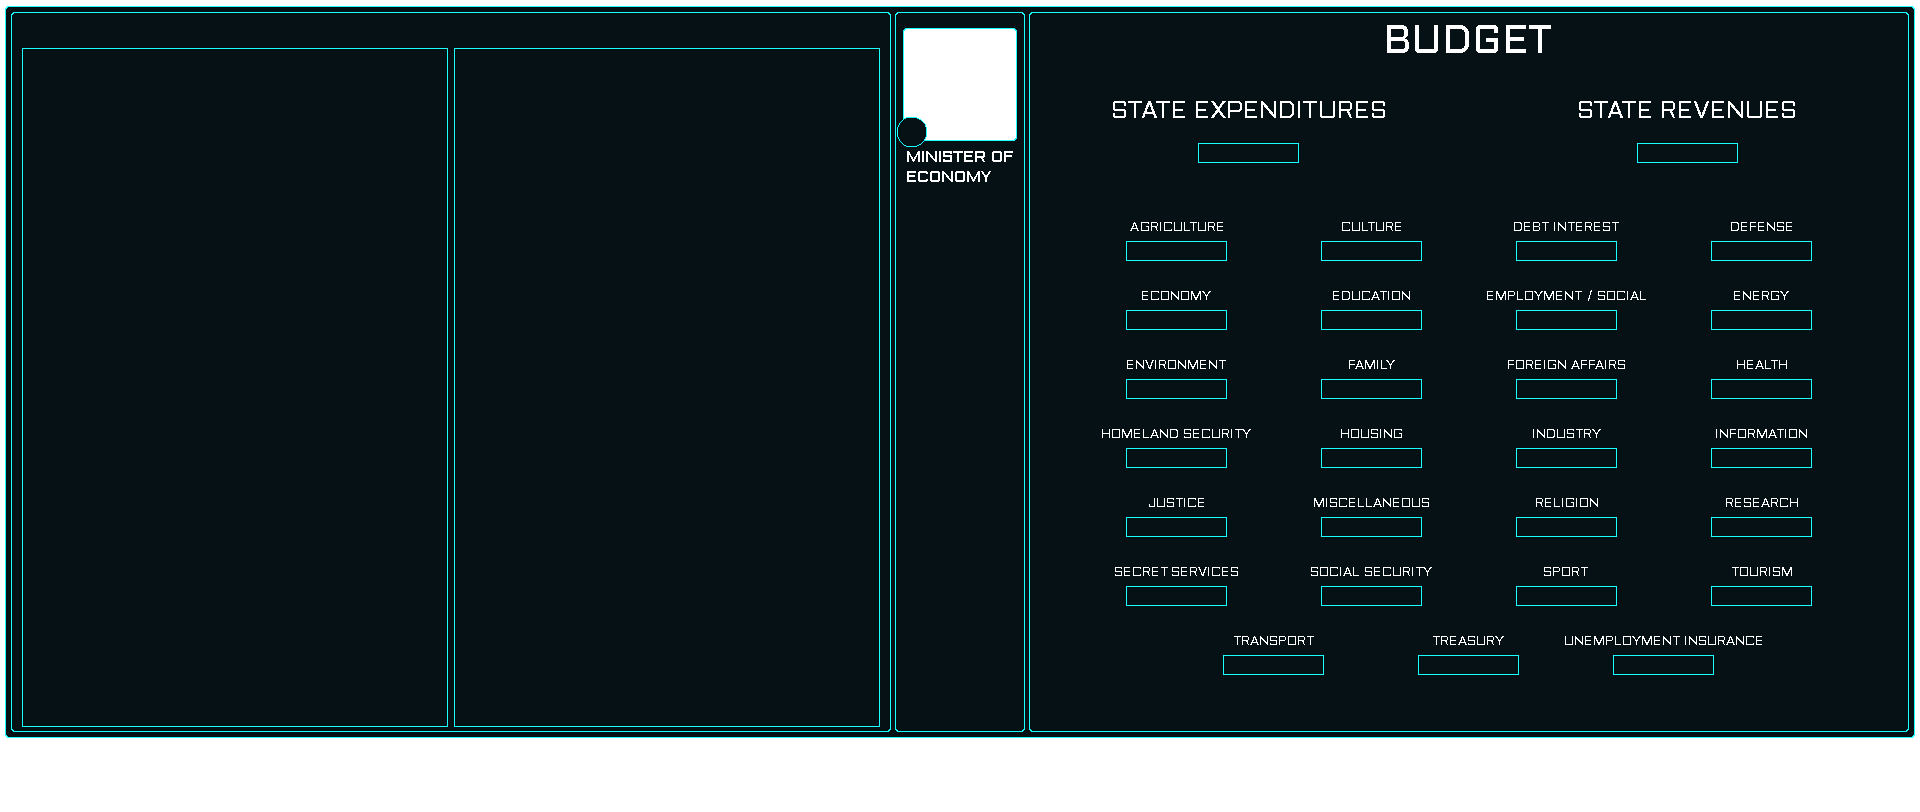 MINISTER OF
ECONOMY
BUDGET
STATE EXPENDITURES
STATE REVENUES
AGRICULTURE
CULTURE
DEBT INTEREST
DEFENSE
ECONOMY
EDUCATION
EMPLOYMENT / SOCIAL
ENERGY
ENVIRONMENT
FAMILY
FOREIGN AFFAIRS
HEALTH
HOMELAND SECURITY
HOUSING
INDUSTRY
INFORMATION
JUSTICE
MISCELLANEOUS
RELIGION
RESEARCH
SECRET SERVICES
SOCIAL SECURITY
SPORT
TOURISM
TRANSPORT
TREASURY
UNEMPLOYMENT INSURANCE